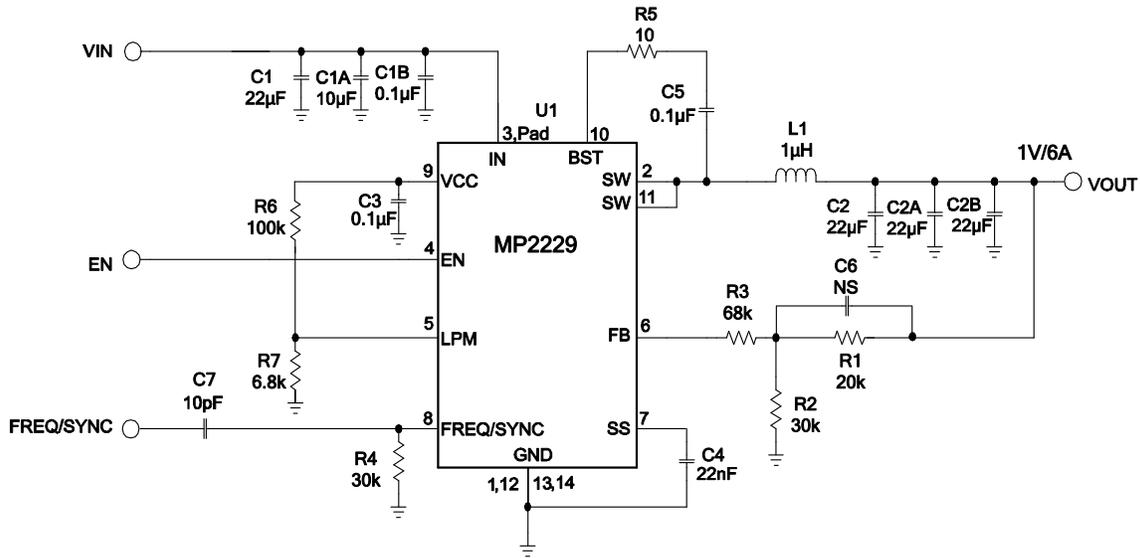 R5
10
VIN
C1
22µF
C1A
10µF
C1B
0.1µF
C5
0.1µF
U1
3,Pad
10
IN
BST
L1
1µH
1V/6A
VOUT
9
VCC
SW
2
SW
11
C3
0.1µF
R6
100k
C2
22µF
C2A
22µF
C2B
22µF
MP2229
EN
4
EN
C6
NS
R3
68k
5
LPM
FB
6
R1
20k
R7
6.8k
C7
10pF
R2
30k
FREQ/SYNC
8
FREQ/SYNC
SS
7
R4
30k
GND
C4
22nF
1,12
13,14